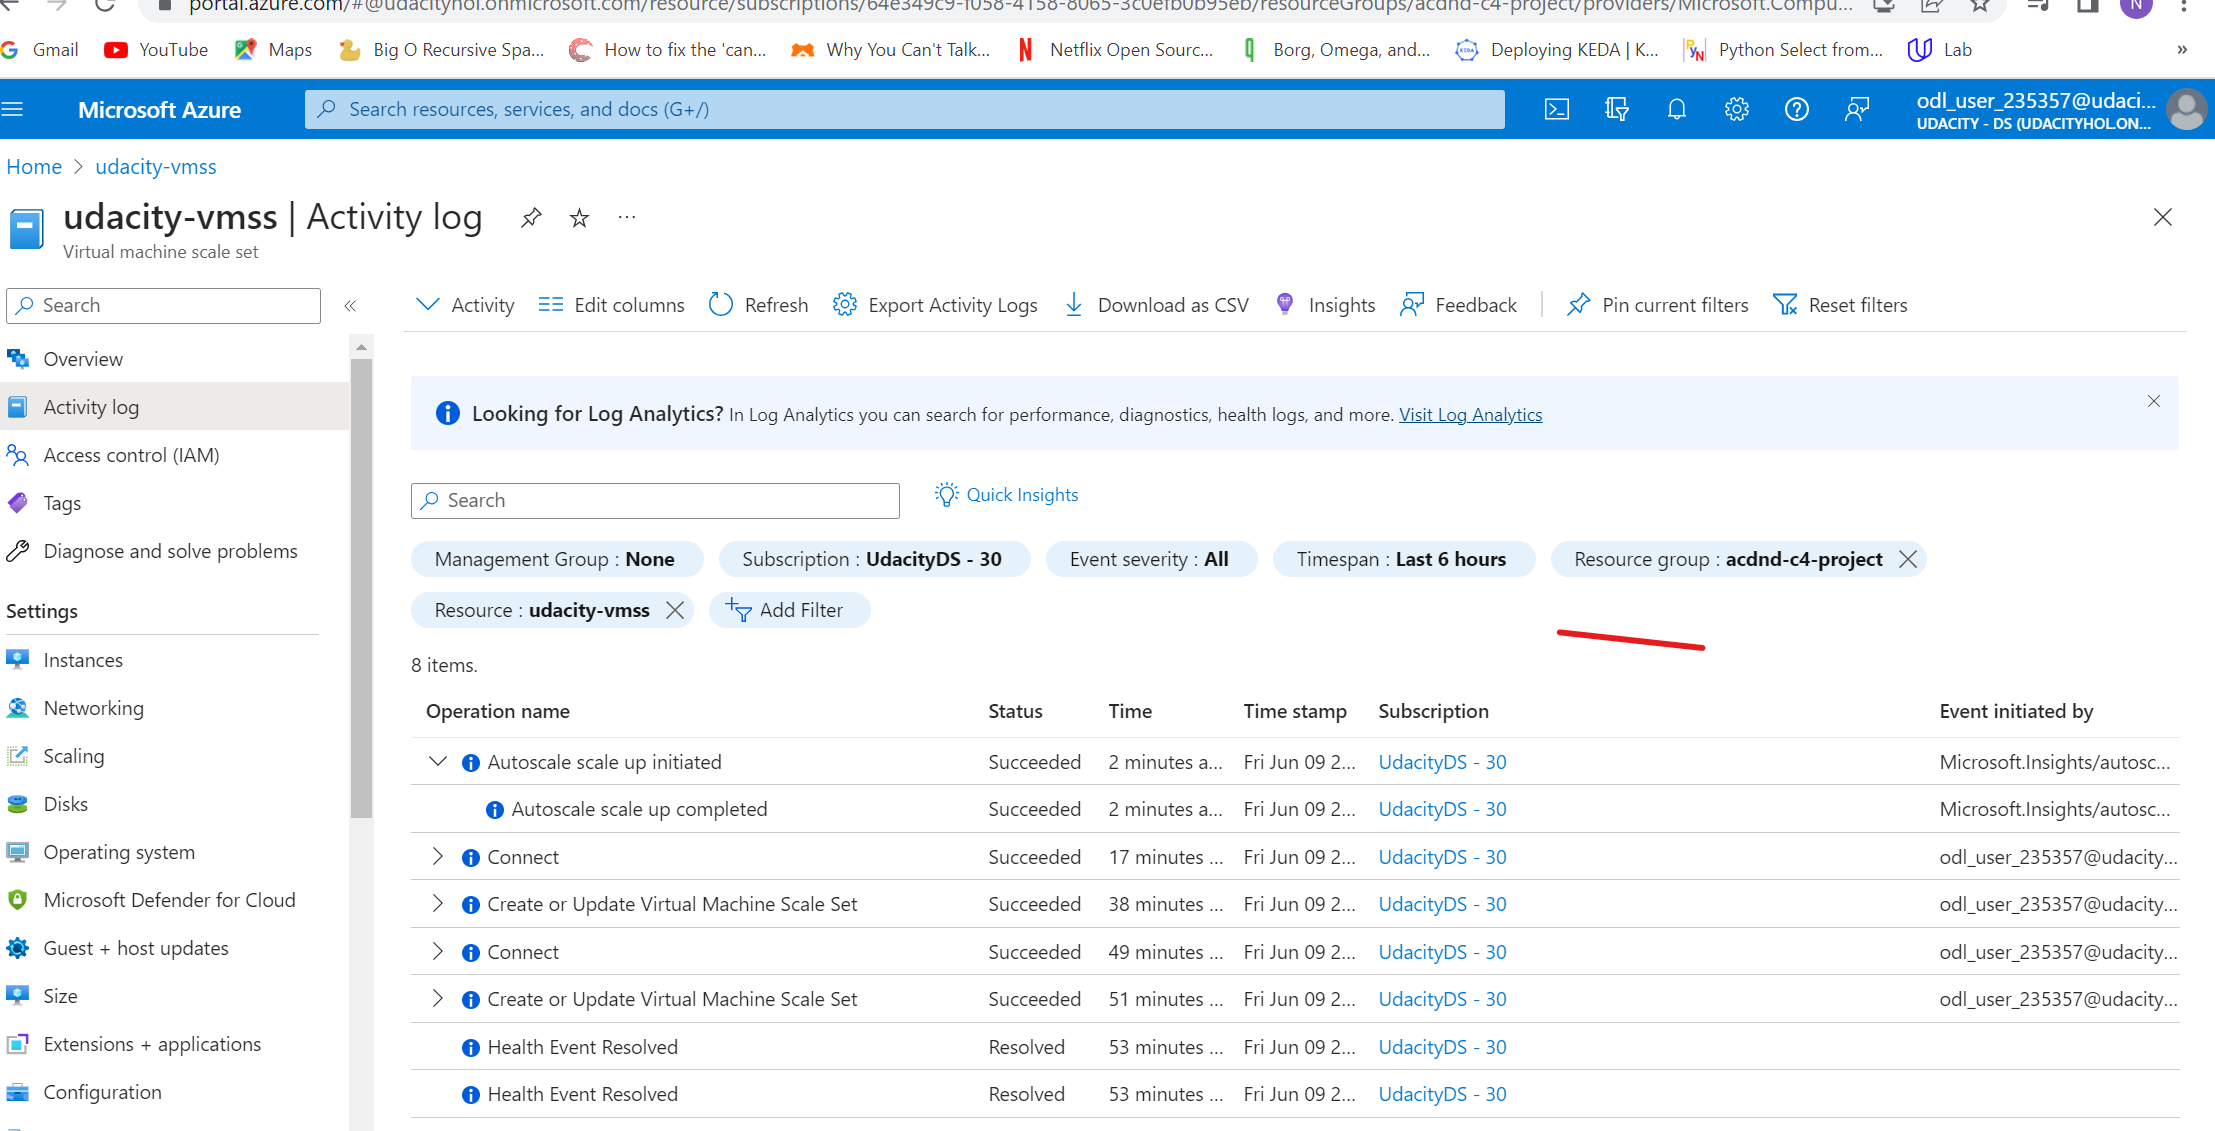 portal.azure.com/#@udacityhol.onmicrosoft.com/resource/subscriptions/64e349c9-f058-4158-8065-3c0efb0b95eb/resourceGroups/acdnd-c4-project/providers/Microsoft.Compu...
N
Gmail YouTube Maps Big O Recursive Spa... How to fix the 'can... Why You Can't Talk... Netflix Open Sourc... Borg, Omega, and... Deploying KEDA | K... Python Select from... Lab »
Microsoft Azure Search resources, services, and docs (G+/) odl_user_235357@udaci...
UDACITY - DS (UDACITYHOL.ON...
Home > udacity-vmss
udacity-vmss | Activity log ...
Virtual machine scale set
Search «
Activity Edit columns Refresh Export Activity Logs Download as CSV Insights Feedback Pin current filters Reset filters
Overview
Activity log
Access control (IAM)
Tags
Diagnose and solve problems
Settings
Instances
Networking
Scaling
Disks
Operating system
Microsoft Defender for Cloud
Guest + host updates
Size
Extensions + applications
Configuration
Looking for Log Analytics? In Log Analytics you can search for performance, diagnostics, health logs, and more. Visit Log Analytics
Search Quick Insights
Management Group : None Subscription : UdacityDS - 30 Event severity : All Timespan : Last 6 hours Resource group : acdnd-c4-project
Resource : udacity-vmss Add Filter
8 items.
Operation name Status Time Time stamp Subscription Event initiated by
Autoscale scale up initiated Succeeded 2 minutes a... Fri Jun 09 2... UdacityDS - 30 Microsoft.Insights/autosc...
Autoscale scale up completed Succeeded 2 minutes a... Fri Jun 09 2... UdacityDS - 30 Microsoft.Insights/autosc...
Connect Succeeded 17 minutes ... Fri Jun 09 2... UdacityDS - 30 odl_user_235357@udacity...
Create or Update Virtual Machine Scale Set Succeeded 38 minutes ... Fri Jun 09 2... UdacityDS - 30 odl_user_235357@udacity...
Connect Succeeded 49 minutes ... Fri Jun 09 2... UdacityDS - 30 odl_user_235357@udacity...
Create or Update Virtual Machine Scale Set Succeeded 51 minutes ... Fri Jun 09 2... UdacityDS - 30 odl_user_235357@udacity...
Health Event Resolved Resolved 53 minutes ... Fri Jun 09 2... UdacityDS - 30
Health Event Resolved Resolved 53 minutes ... Fri Jun 09 2... UdacityDS - 30